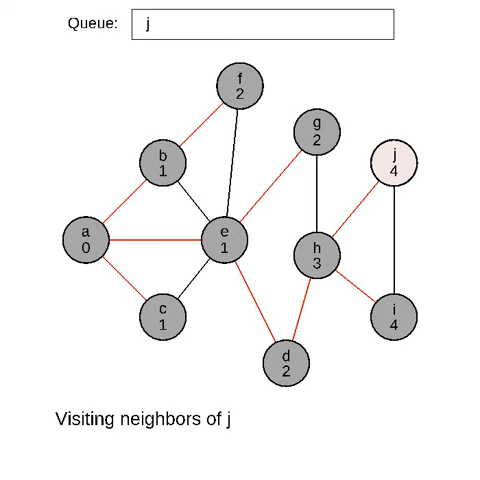 Queue: j
f
2
g
2
b
1
j
4
a
0
e
1
h
3
c
1
i
4
d
2
Visiting neighbors of j